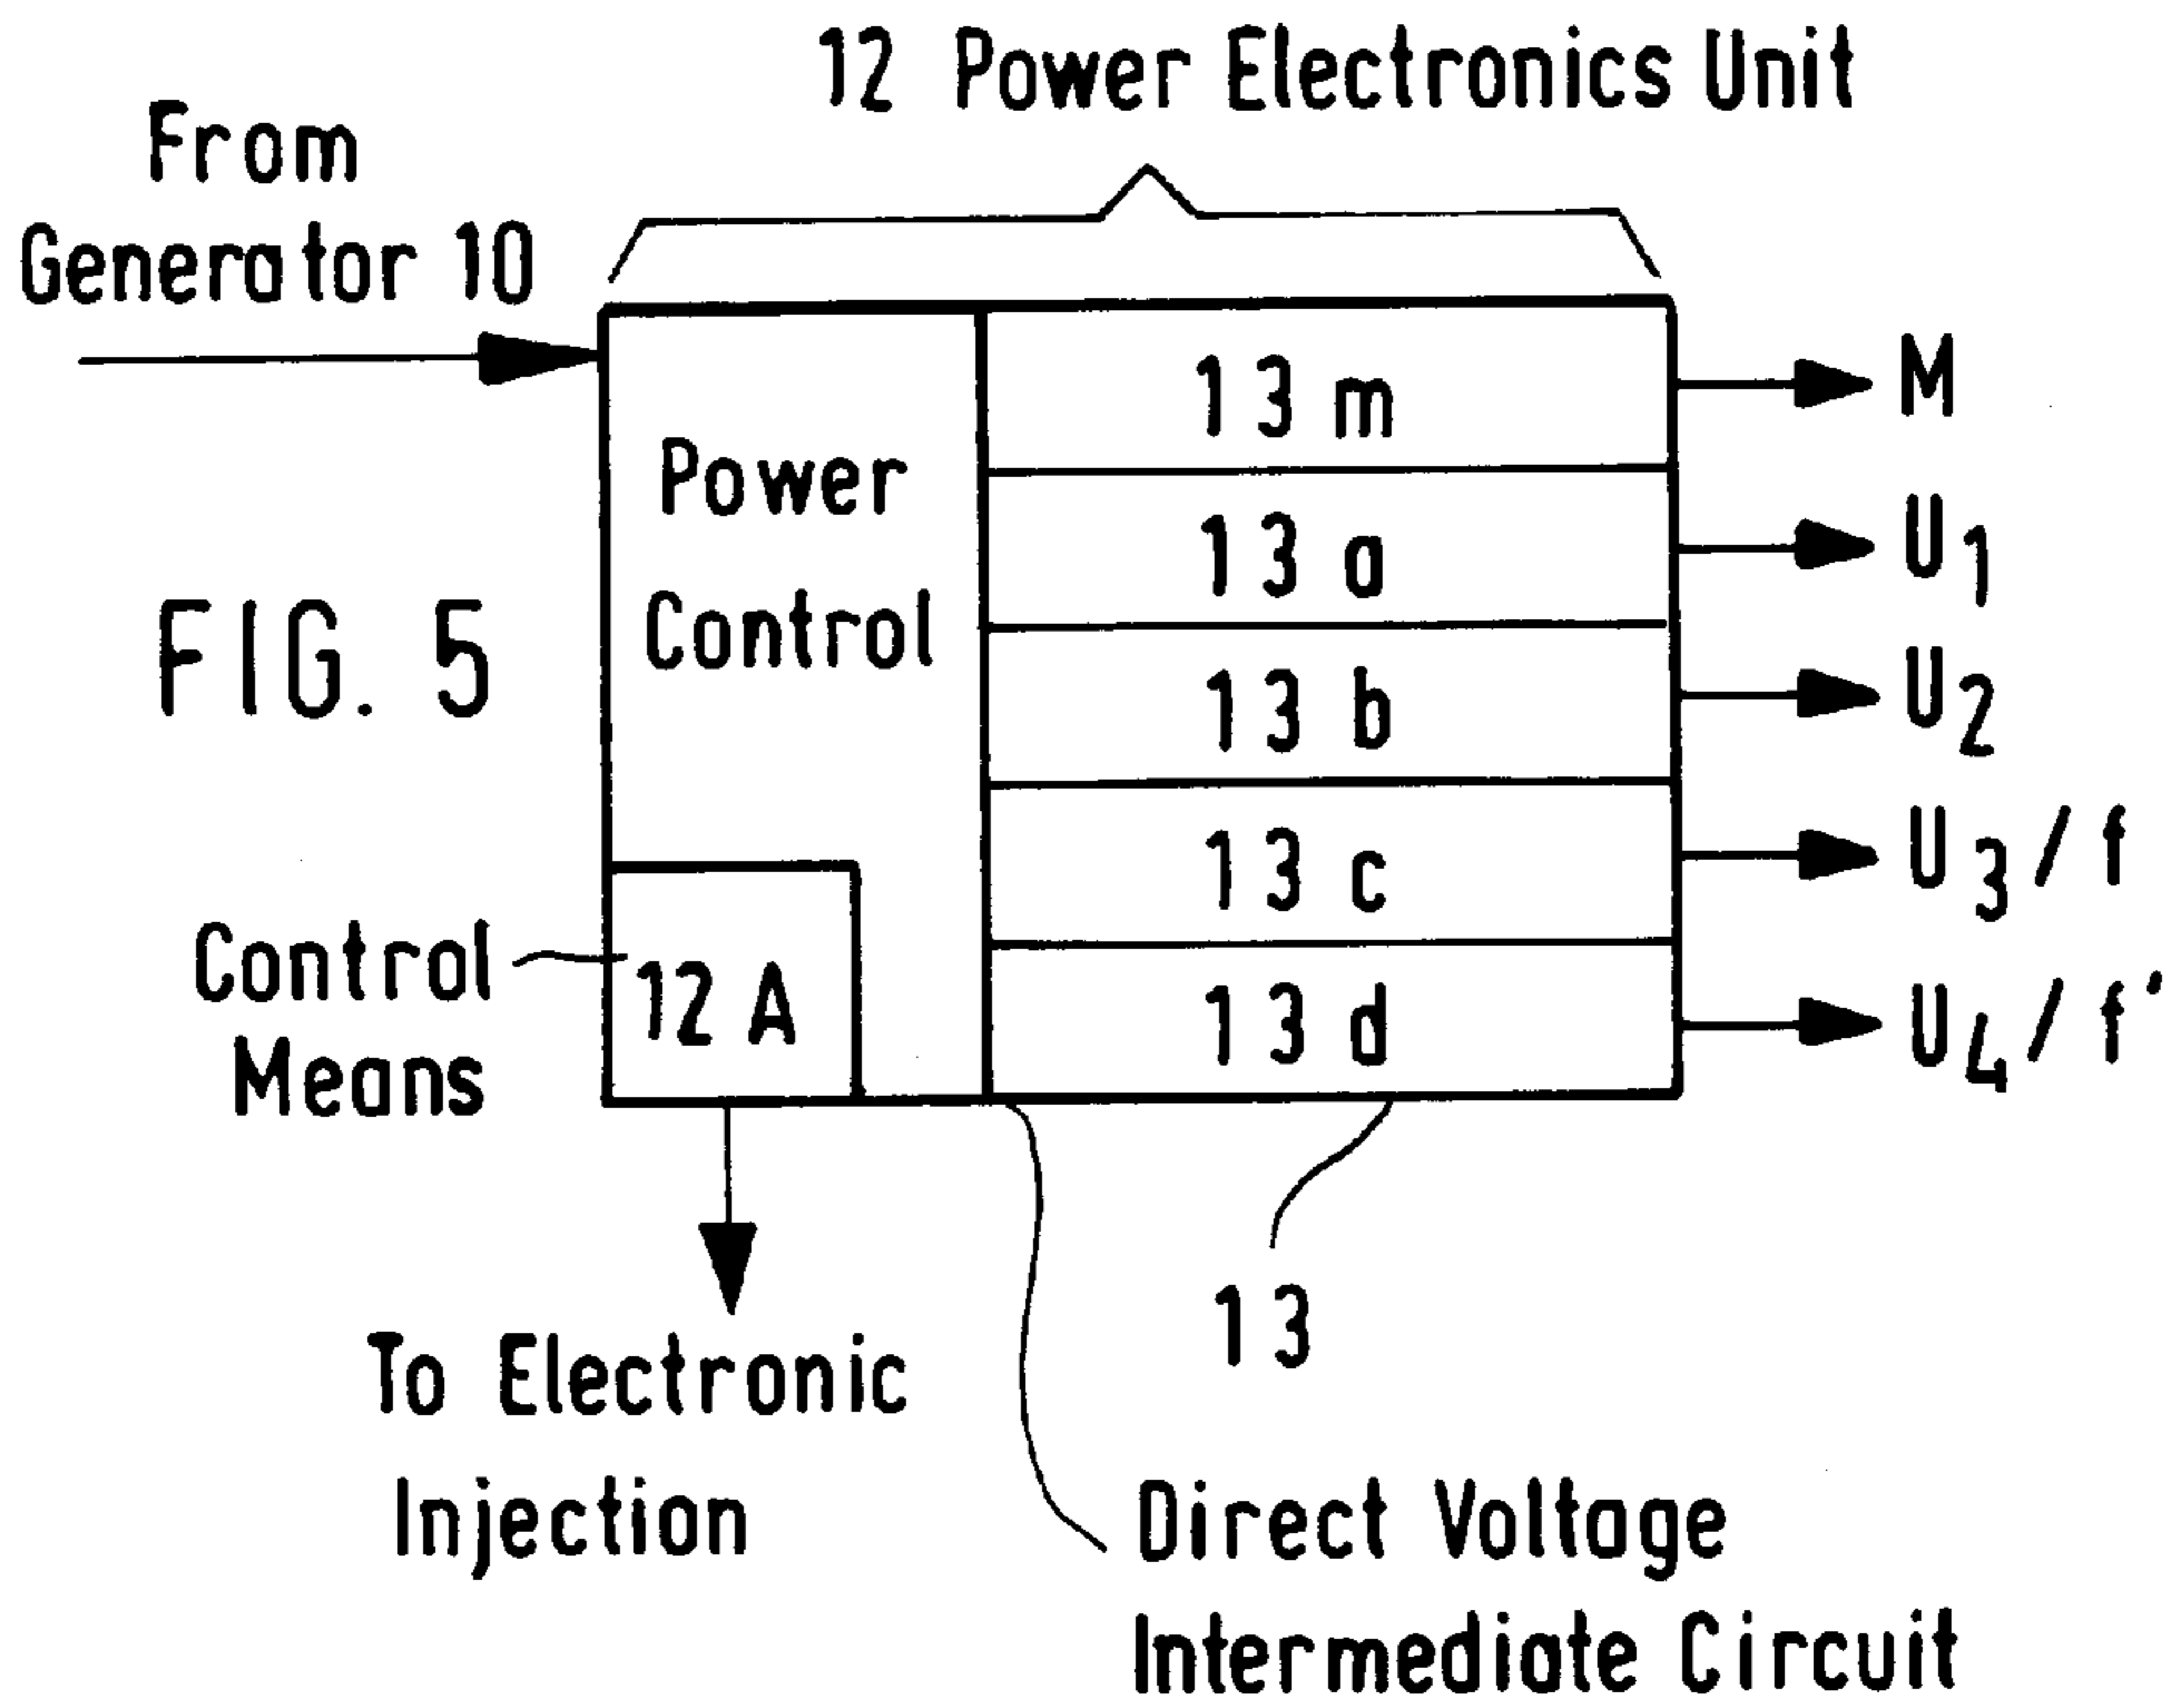 12 Power Electronics Unit
From
Generator 10
13 m
M
Power
Control
13 a
U1
FIG. 5
13 b
U2
13 c
U3/f
Control
Means
12 A
13 d
U4/f'
13
To Electronic
Injection
Direct Voltage
Intermediate Circuit